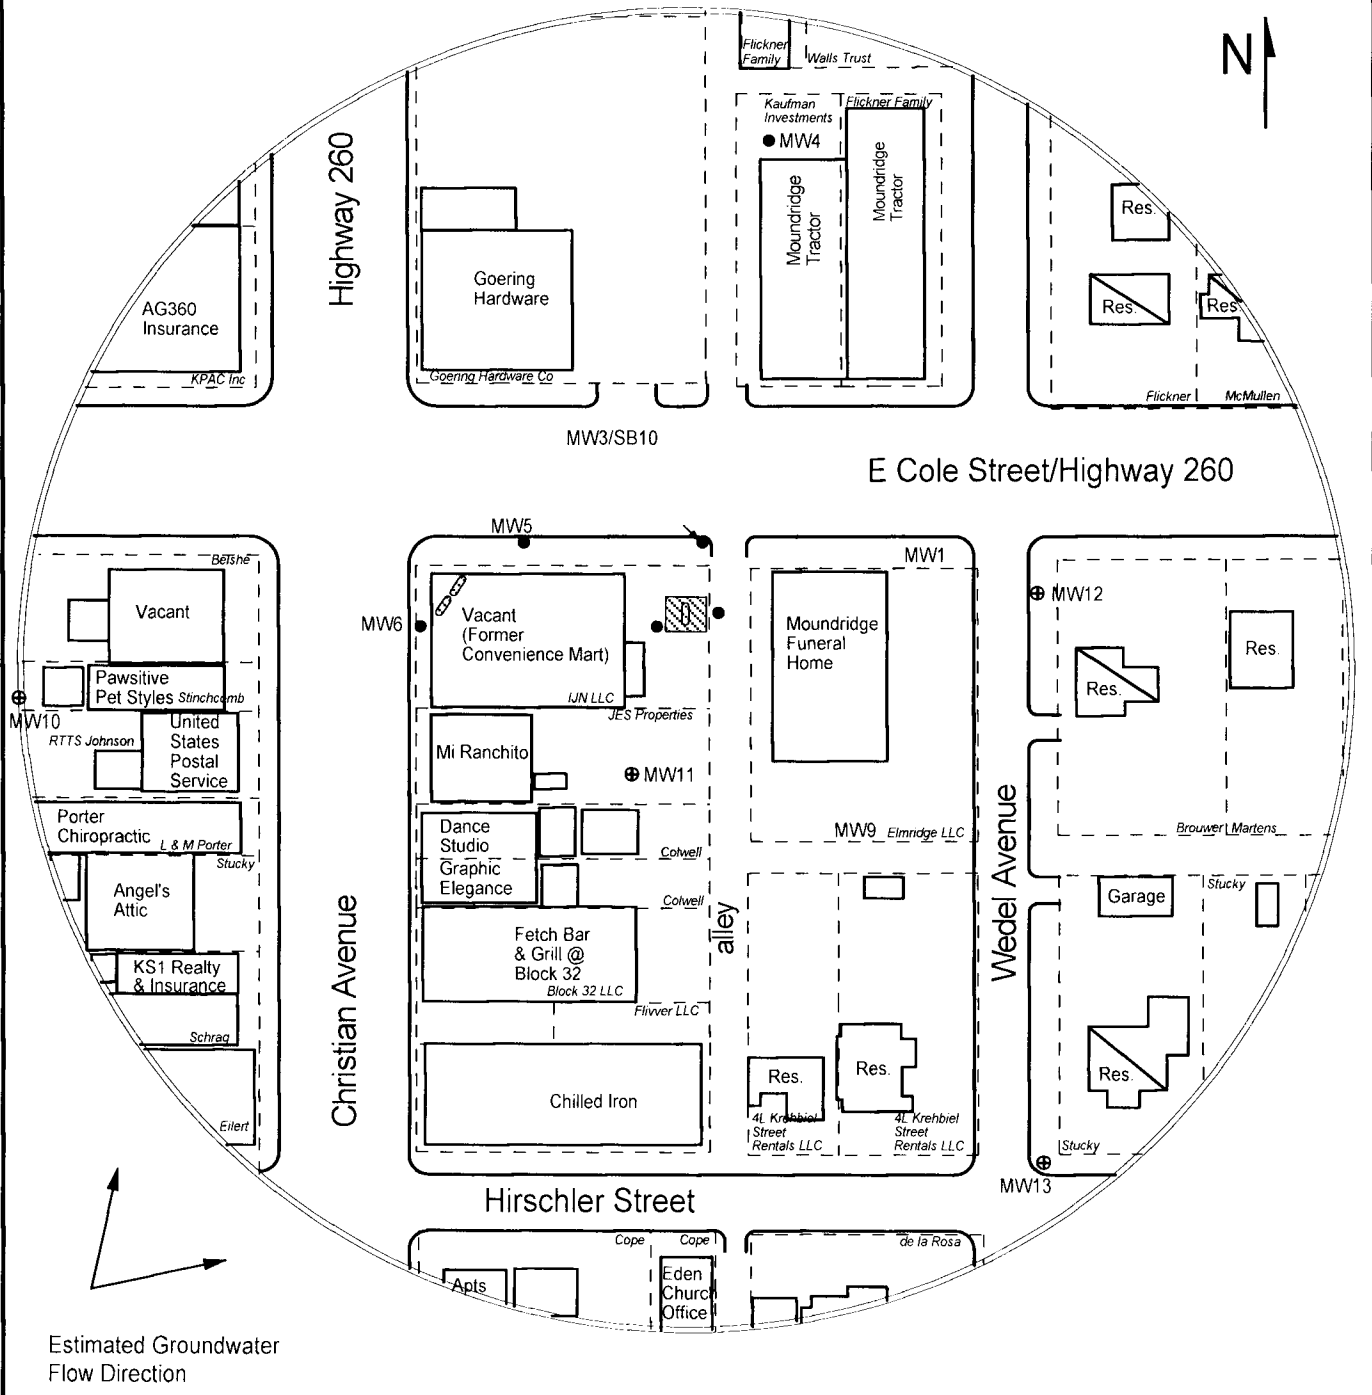 N
Flickner
Family
Walls Trust
Kaufman
Investments
Flickner Family
MW4
Highway 260
Moundridge
Tractor
Moundridge
Tractor
Res.
Goering
Hardware
AG360
Insurance
Res.
Res.
KPAC Inc
Goering Hardware Co
Flickner
McMullen
MW3/SB10
E Cole Street/Highway 260
MW5
MW1
Betshe
MW12
Vacant
MW6
Vacant
(Former
Convenience Mart)
IJN LLC
Moundridge
Funeral
Home
Res.
Res.
Pawsitive
Pet Styles
Stinchcomb
MW10
JES Properties
RTTS Johnson
United
States
Postal
Service
Mi Ranchito
MW11
Porter
Chiropractic
L & M Porter
Dance
Studio
MW9
Elmridge LLC
Brouwer
Martens
Stucky
Colwell
Graphic
Elegance
Angel's
Attic
Colwell
Garage
Stucky
alley
Wedel Avenue
Christian Avenue
Fetch Bar
& Grill @
Block 32
Block 32 LLC
KS1 Realty
& Insurance
Flivver LLC
Schrag
Res.
Res.
Res.
Chilled Iron
Eilert
4L Krehbiel
Street
Rentals LLC
4L Krehbiel
Street
Rentals LLC
Stucky
MW13
Hirschler Street
Cope
Cope
de la Rosa
Apts
Eden
Church
Office
Estimated Groundwater
Flow Direction